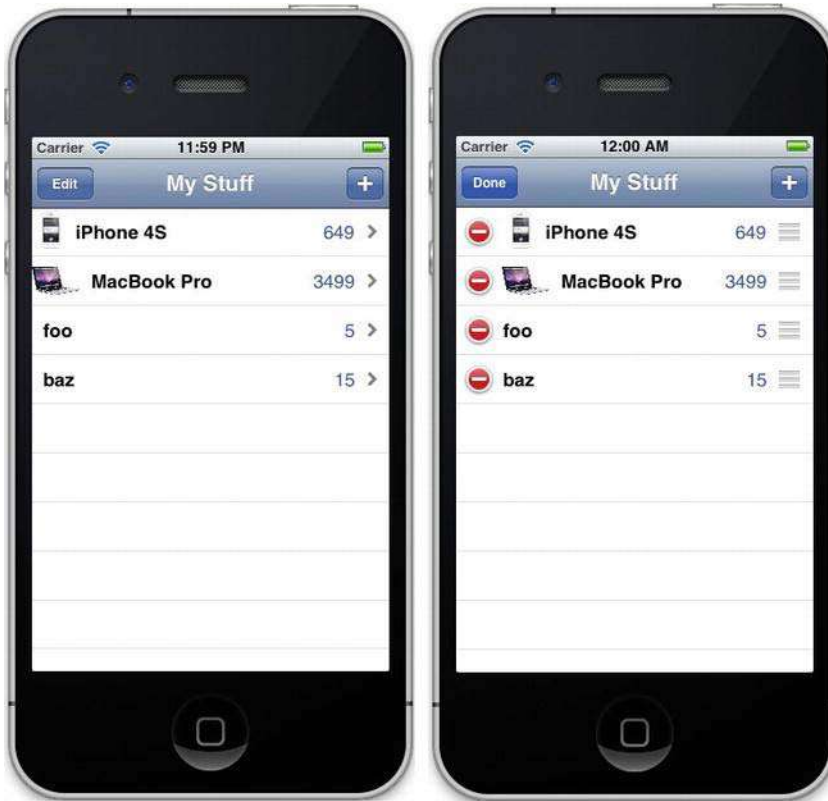 Carrier 11:59 PM
Edit My Stuff +
iPhone 4S 649
MacBook Pro 3499
foo 5
baz 15
Carrier 12:00 AM
Done My Stuff +
iPhone 4S 649
MacBook Pro 3499
foo 5
baz 15